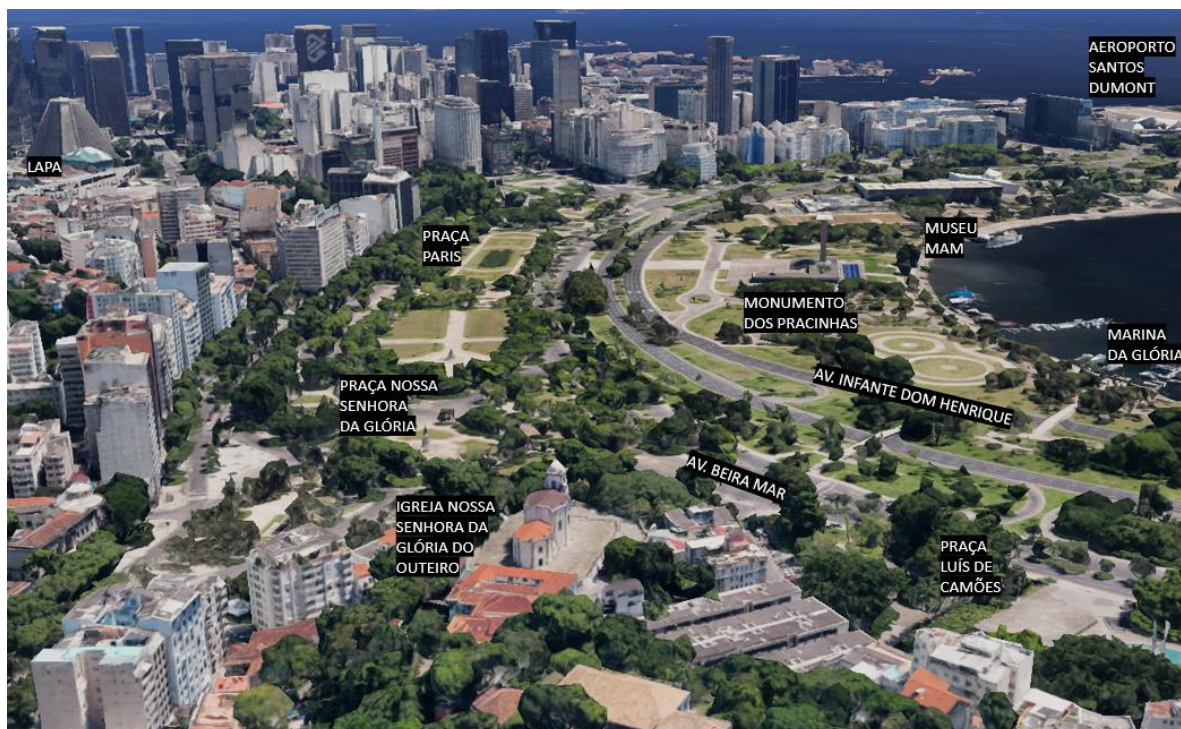 AEROPORTO
SANTOS
DUMONT
LAPA
PRAÇA
PARIS
MUSEU
MAM
MONUMENTO
DOS PRACINHAS
MARINA
DA GLÓRIA
AV. INFANTE DOM HENRIQUE
PRAÇA NOSSA
SENHORA
DA GLÓRIA
AV. BEIRA MAR
IGREJA NOSSA
SENHORA DA
GLÓRIA DO
OUTEIRO
PRAÇA
LUÍS DE
CAMÕES